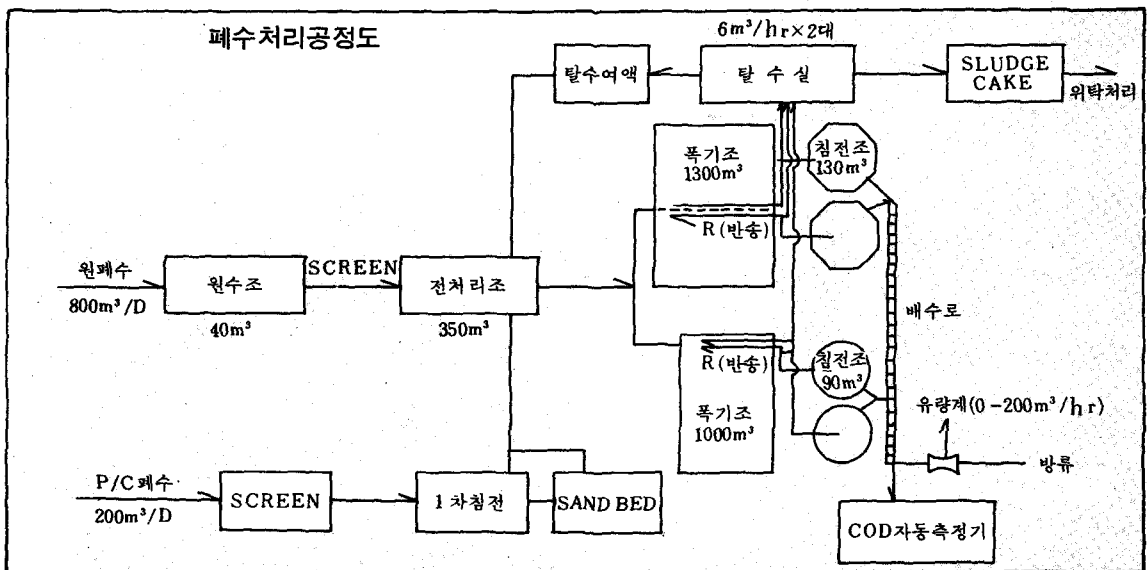 폐수처리공정도
6m³/hr×2대
탈수여액
탈 수 실
SLUDGE
CAKE
위탁처리
폭기조
1300m³
침전조
130m³
R(반송)
원폐수
800m³/D
원수조
40m³
SCREEN
전처리조
350m³
배수로
R(반송)
침전조
90m³
폭기조
1000m³
유량계(0-200m³/hr)
방류
P/C폐수
200m³/D
SCREEN
1차침전
SAND BED
COD자동측정기